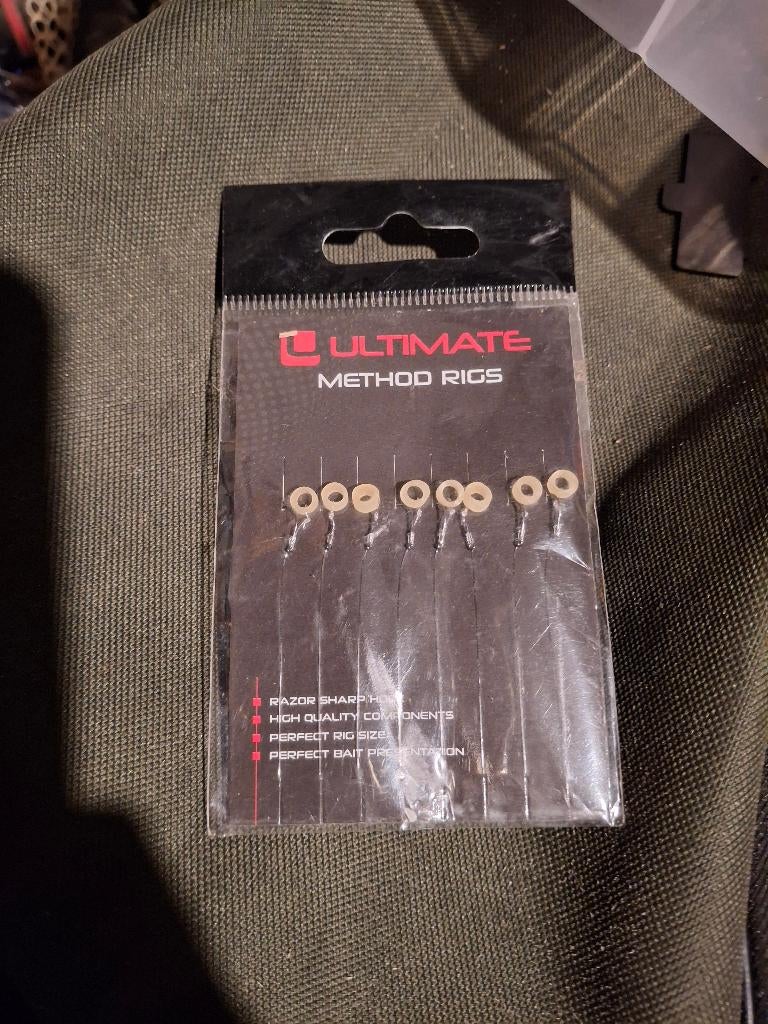 ULTIMATE
METHOD RIGS
RAZOR SHARP
HIGH QUALITY COMPONENTS
PERFECT RIG SIZE
PERFECT BAIT PRESENTATION